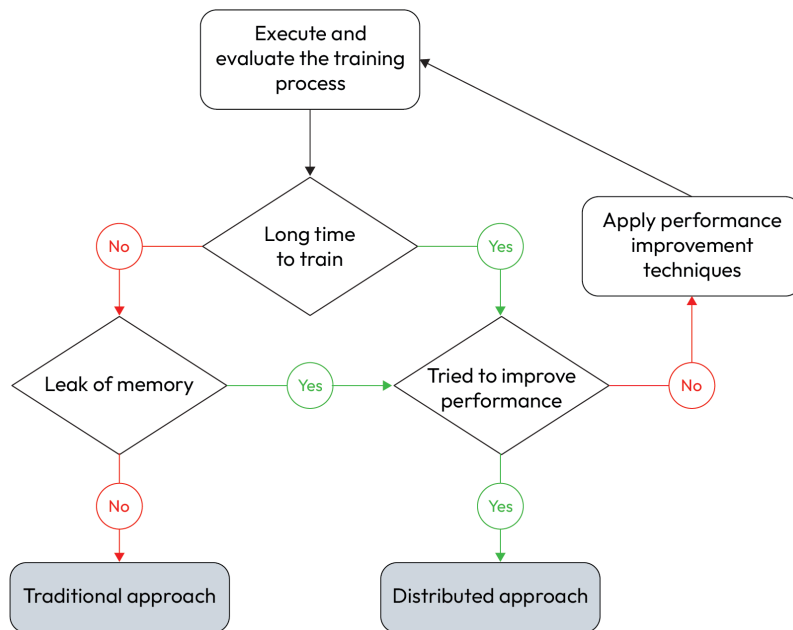 Execute and
evaluate the training
process
Long time
to train
No
Yes
Apply performance
improvement
techniques
Leak of memory
Yes
Tried to improve
performance
No
No
Yes
Traditional approach
Distributed approach